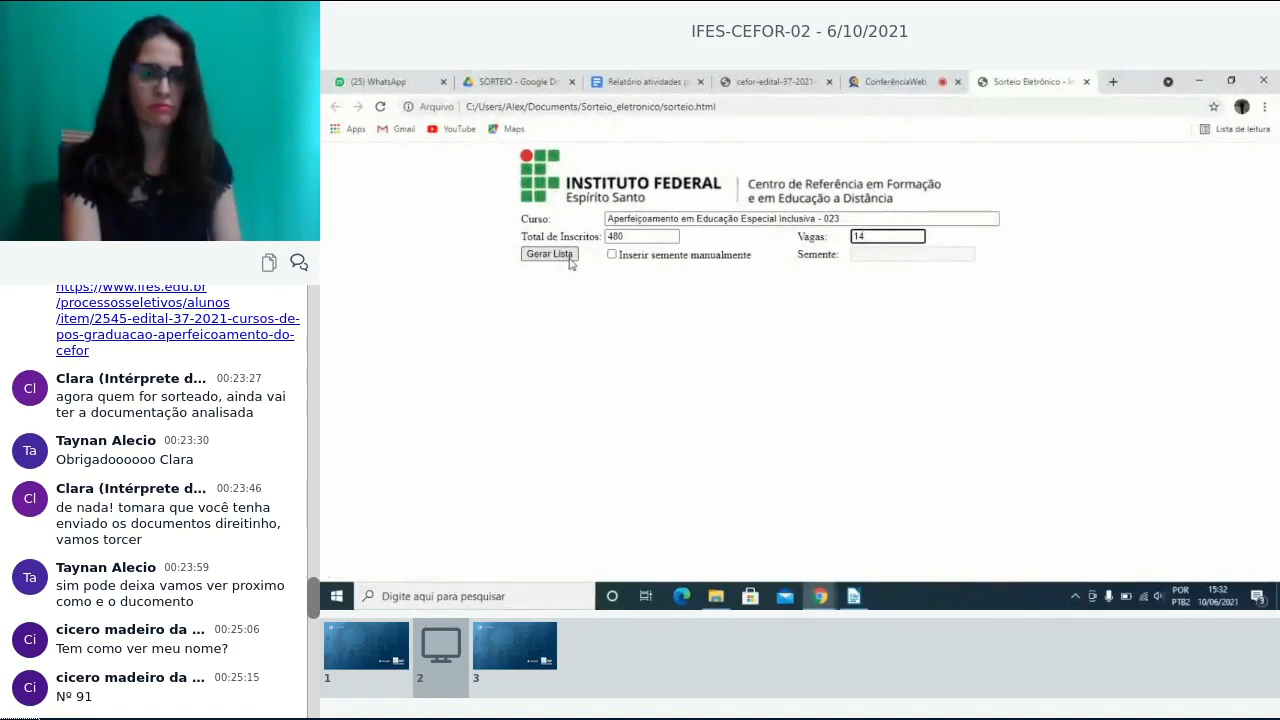 IFES-CEFOR-02 - 6/10/2021
(25) WhatsApp
SORTEIO - Google D
Relatório atividades
cefor-edital-37-2021-
ConferênciaWeb
Sorteio Eletrônico - I
Arquivo
C:/Users/Alex/Documents/Sorteio_eletronico/sorteio.html
Apps
Gmail
YouTube
Maps
Lista de leitura
INSTITUTO FEDERAL
Espírito Santo
Centro de Referência em Formação
e em Educação a Distância
Curso:
Aperfeiçoamento em Educação Especial Inclusiva - 023
Total de Inscritos: 480
Vagas: 14
Gerar Lista
Inserir semente manualmente
Semente:
https://www.ifes.edu.br
/processosseletivos/alunos
/item/2545-edital-37-2021-cursos-de-
pos-graduacao-aperfeicoamento-do-
cefor
Cl
Clara (Intérprete d... 00:23:27
agora quem for sorteado, ainda vai
ter a documentação analisada
Ta
Taynan Alecio 00:23:30
Obrigadoooooo Clara
Cl
Clara (Intérprete d... 00:23:46
de nada! tomara que você tenha
enviado os documentos direitinho,
vamos torcer
Ta
Taynan Alecio 00:23:59
sim pode deixa vamos ver proximo
como e o ducomento
Ci
cicero madeiro da ... 00:25:06
Tem como ver meu nome?
Ci
cicero madeiro da ... 00:25:15
Nº 91
Digite aqui para pesquisar
POR
PTB2
15:32
10/06/2021
3
1
2
3